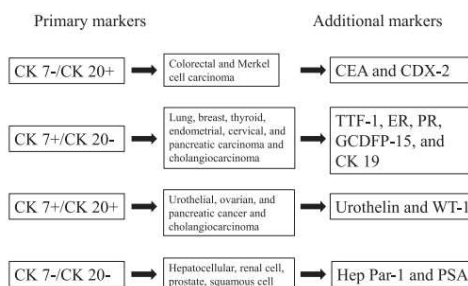 Primary markers
Additional markers
CK 7-/CK 20+
Colorectal and Merkel
cell carcinoma
CEA and CDX-2
CK 7+/CK 20-
Lung, breast, thyroid,
endometrial, cervical, and
pancreatic carcinoma and
cholangiocarcinoma
TTF-1, ER, PR,
GCDFP-15, and
CK 19
CK 7+/CK 20+
Urothelial, ovarian, and
pancreatic cancer and
cholangiocarcinoma
Urothelin and WT-1
CK 7-/CK 20-
Hepatocellular, renal cell,
prostate, squamous cell
Hep Par-1 and PSA